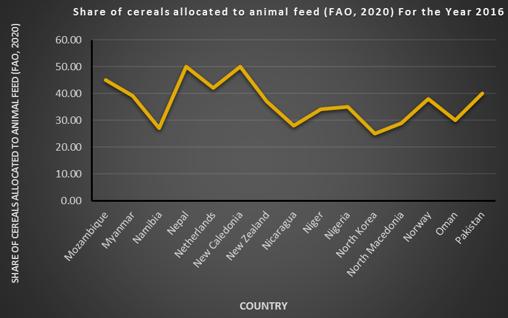 Share of cereals allocated to animal feed (FAO, 2020) For the Year 2016
SHARE OF CEREALS ALLOCATED TO ANIMAL FEED (FAO, 2020)
60.00
50.00
40.00
30.00
20.00
10.00
0.00
Mozambique
Myanmar
Namibia
Nepal
Netherlands
New Caledonia
New Zealand
Nicaragua
Niger
Nigeria
North Korea
North Macedonia
Norway
Oman
Pakistan
COUNTRY